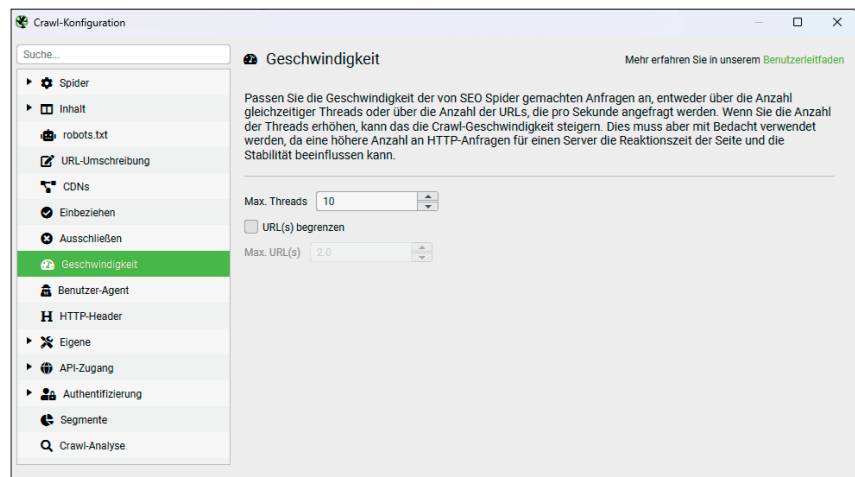 Crawl-Konfiguration
Suche...
Spider
Inhalt
robots.txt
URL-Umschreibung
CDNs
Einbeziehen
Ausschließen
Geschwindigkeit
Benutzer-Agent
HTTP-Header
Eigene
API-Zugang
Authentifizierung
Segmente
Crawl-Analyse
Geschwindigkeit
Mehr erfahren Sie in unserem Benutzerleitfaden
Passen Sie die Geschwindigkeit der von SEO Spider gemachten Anfragen an, entweder über die Anzahl
gleichzeitiger Threads oder über die Anzahl der URLs, die pro Sekunde angefragt werden. Wenn Sie die Anzahl
der Threads erhöhen, kann das die Crawl-Geschwindigkeit steigern. Dies muss aber mit Bedacht verwendet
werden, da eine höhere Anzahl an HTTP-Anfragen für einen Server die Reaktionszeit der Seite und die
Stabilität beeinflussen kann.
Max. Threads 10
URL(s) begrenzen
Max. URL(s) 2.0